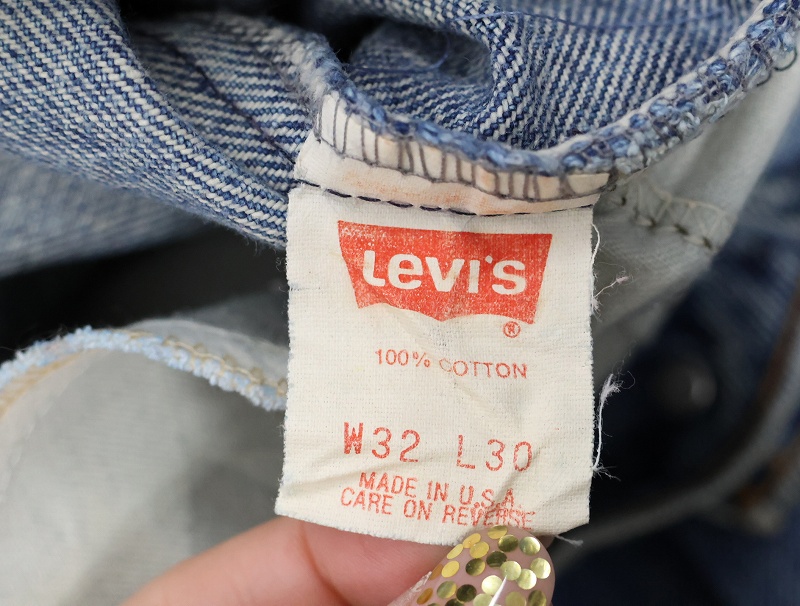 Levi's
®
100% COTTON
W32 L30
MADE IN U.S.A.
CARE ON REVERSE